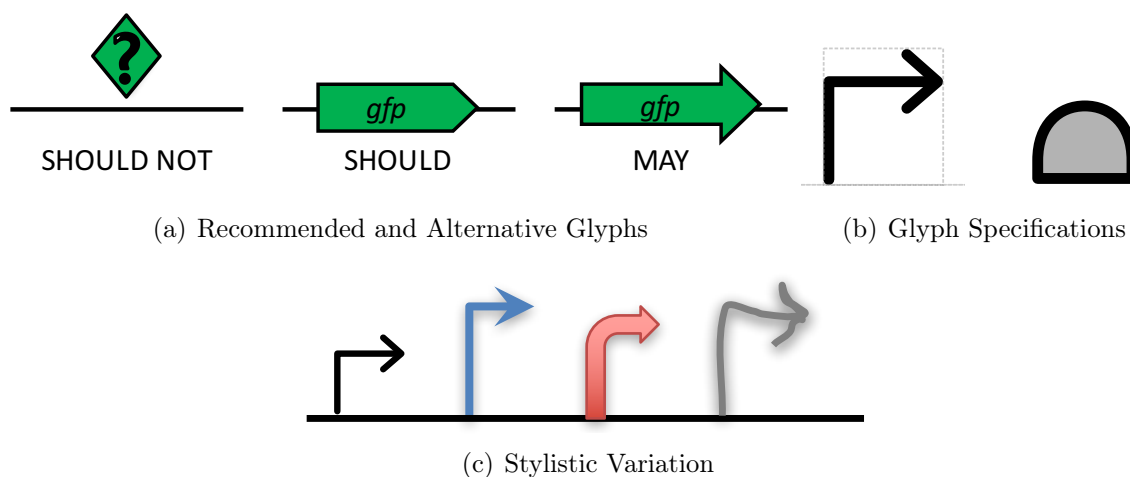 ?
gfp
gfp
SHOULD NOT
SHOULD
MAY
(a) Recommended and Alternative Glyphs
(b) Glyph Specifications
(c) Stylistic Variation